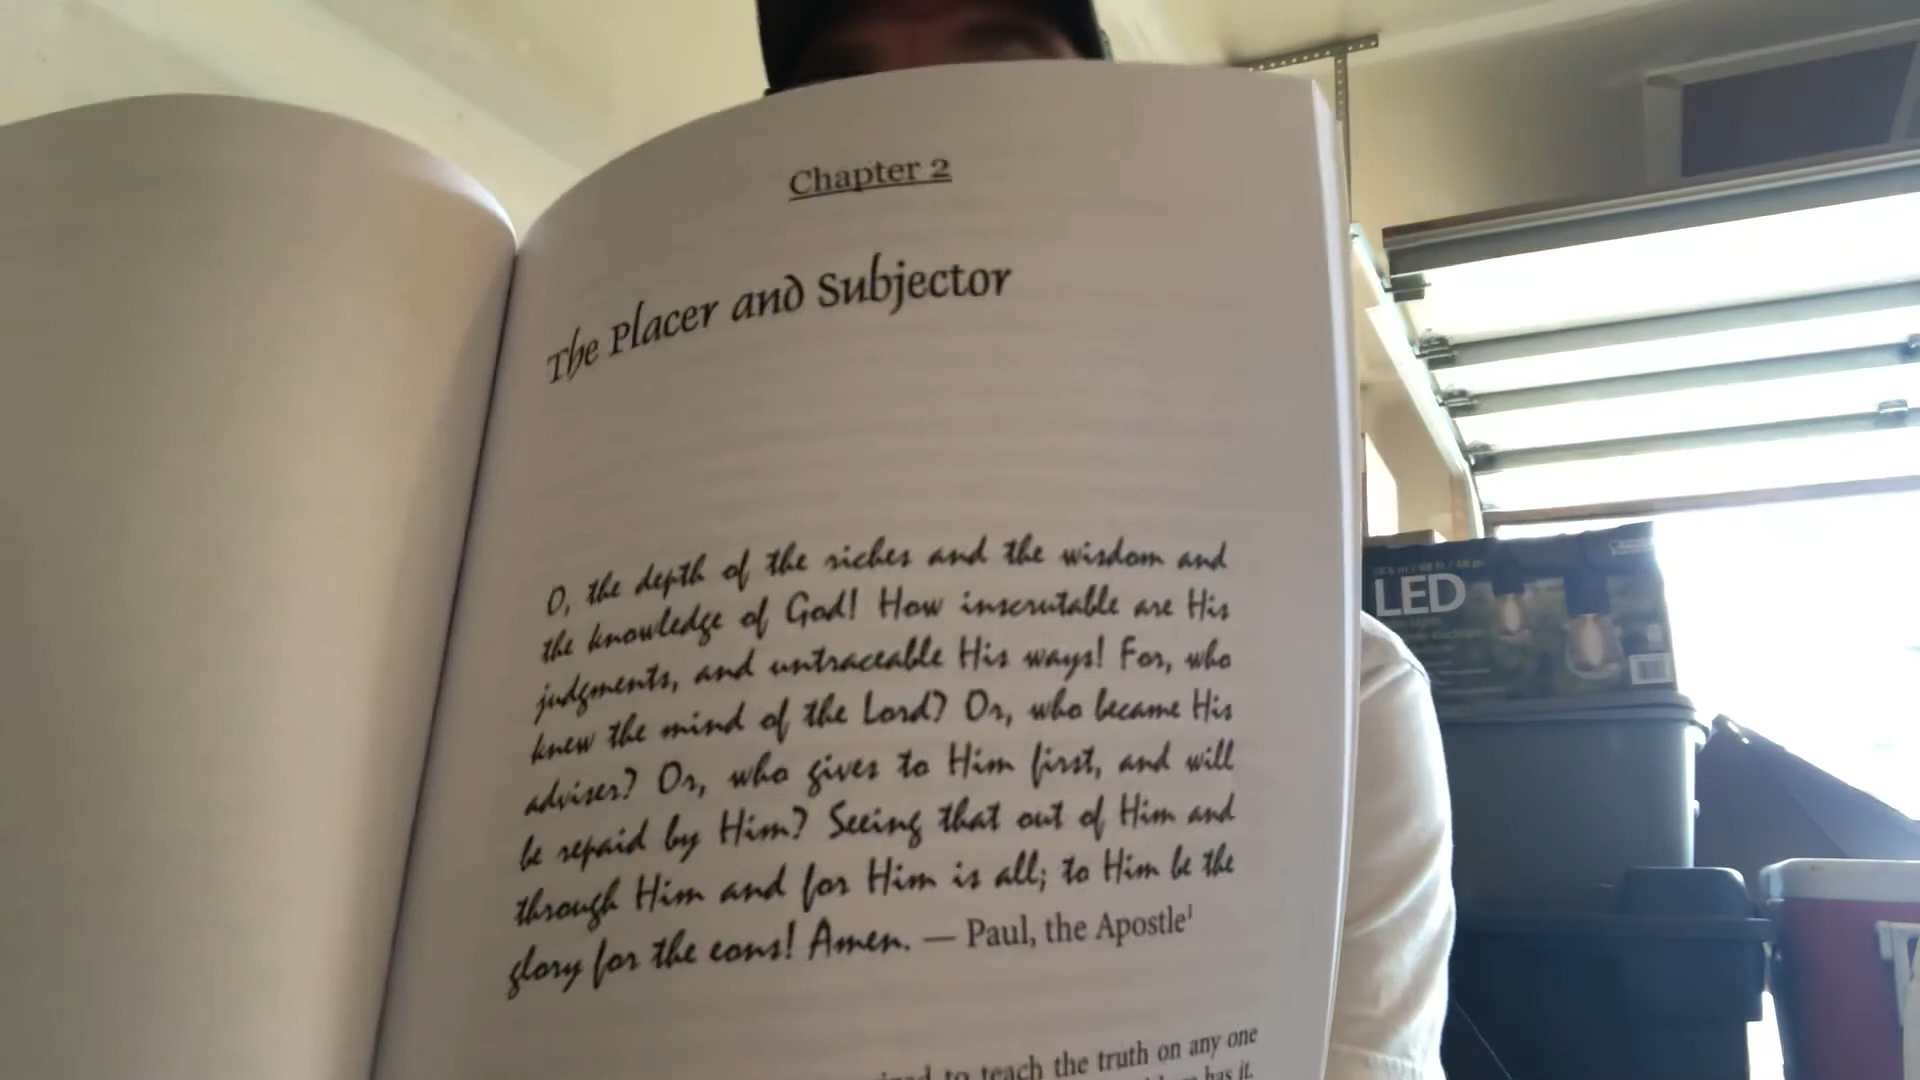 Chapter 2
The Placer and Subjector
O, the depth of the riches and the wisdom and
the knowledge of God! How inscrutable are His
judgments, and untraceable His ways! For, who
knew the mind of the Lord? Or, who became His
adviser? Or, who gives to Him first, and will
be repaid by Him? Seeing that out of Him and
through Him and for Him is all; to Him be the
glory for the eons! Amen. — Paul, the Apostle¹
to teach the truth on any one
has it.
LED